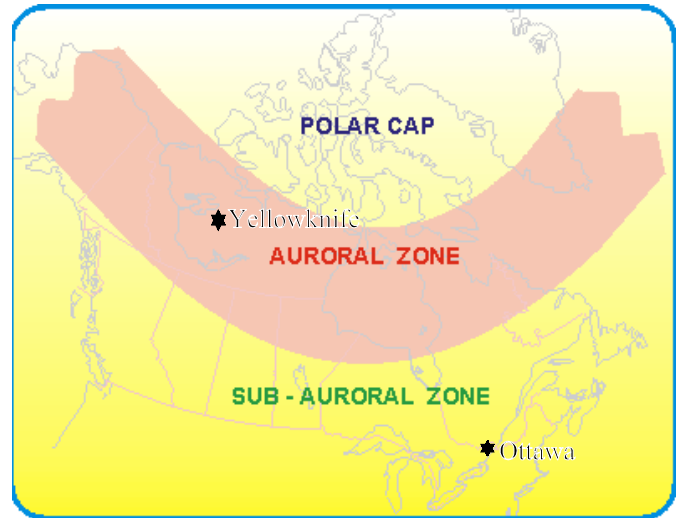 POLAR CAP
Yellowknife
AURORAL ZONE
SUB - AURORAL ZONE
Ottawa